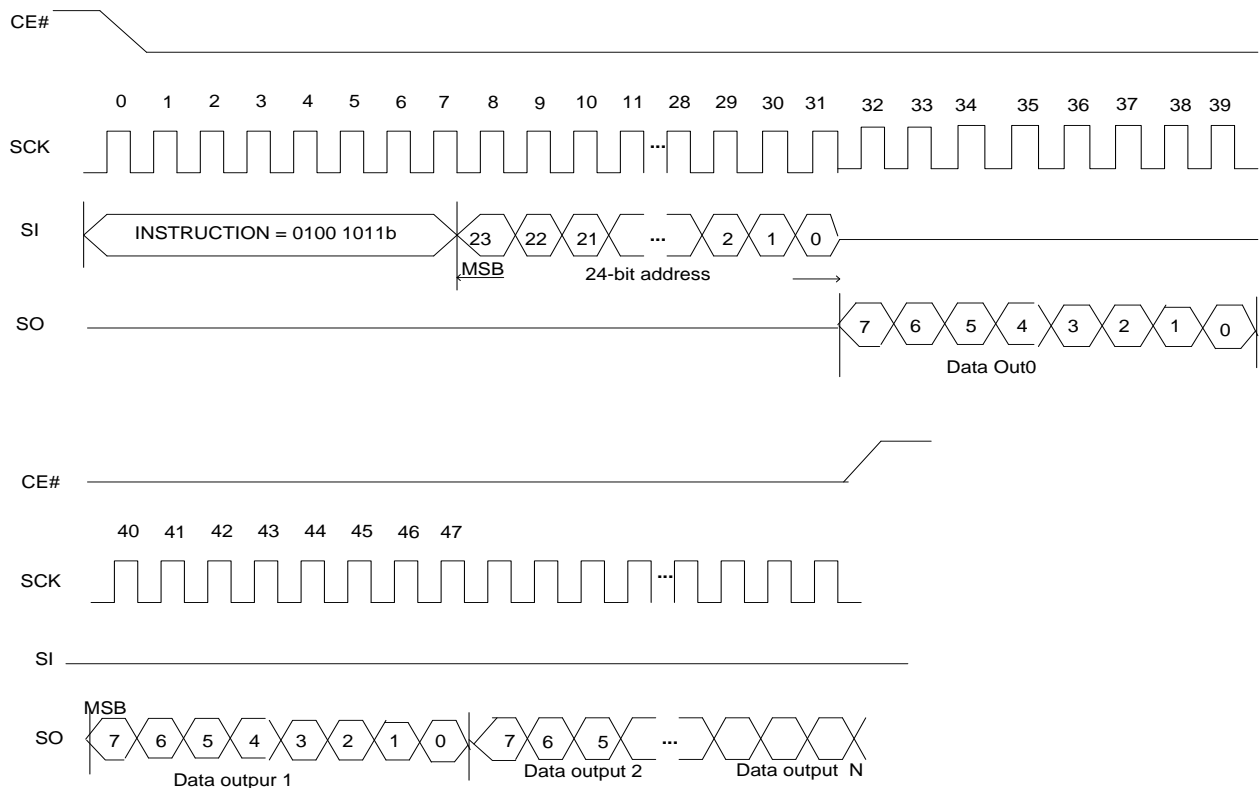 CE#
0 1 2 3 4 5 6 7 8 9 10 11 28 29 30 31 32 33 34 35 36 37 38 39
SCK ...
SI INSTRUCTION = 0100 1011b 23 22 21 ... 2 1 0
MSB 24-bit address
SO 7 6 5 4 3 2 1 0
Data Out0
CE#
40 41 42 43 44 45 46 47
SCK ...
SI
MSB
SO 7 6 5 4 3 2 1 0 7 6 5 ...
Data outpur 1 Data output 2 Data output N